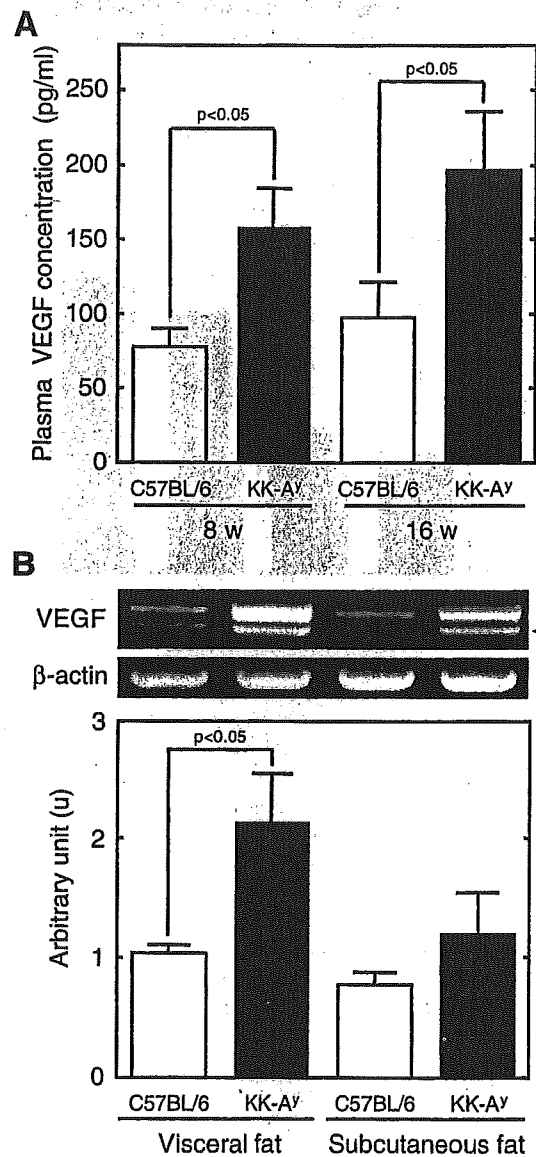 A
Plasma VEGF concentration (pg/ml)
250
200
150
100
50
0
p<0.05
p<0.05
C57BL/6 KK-Aʸ C57BL/6 KK-Aʸ
8 w 16 w
B
VEGF
β-actin
Arbitrary unit (u)
3
2
1
0
p<0.05
C57BL/6 KK-Aʸ C57BL/6 KK-Aʸ
Visceral fat Subcutaneous fat